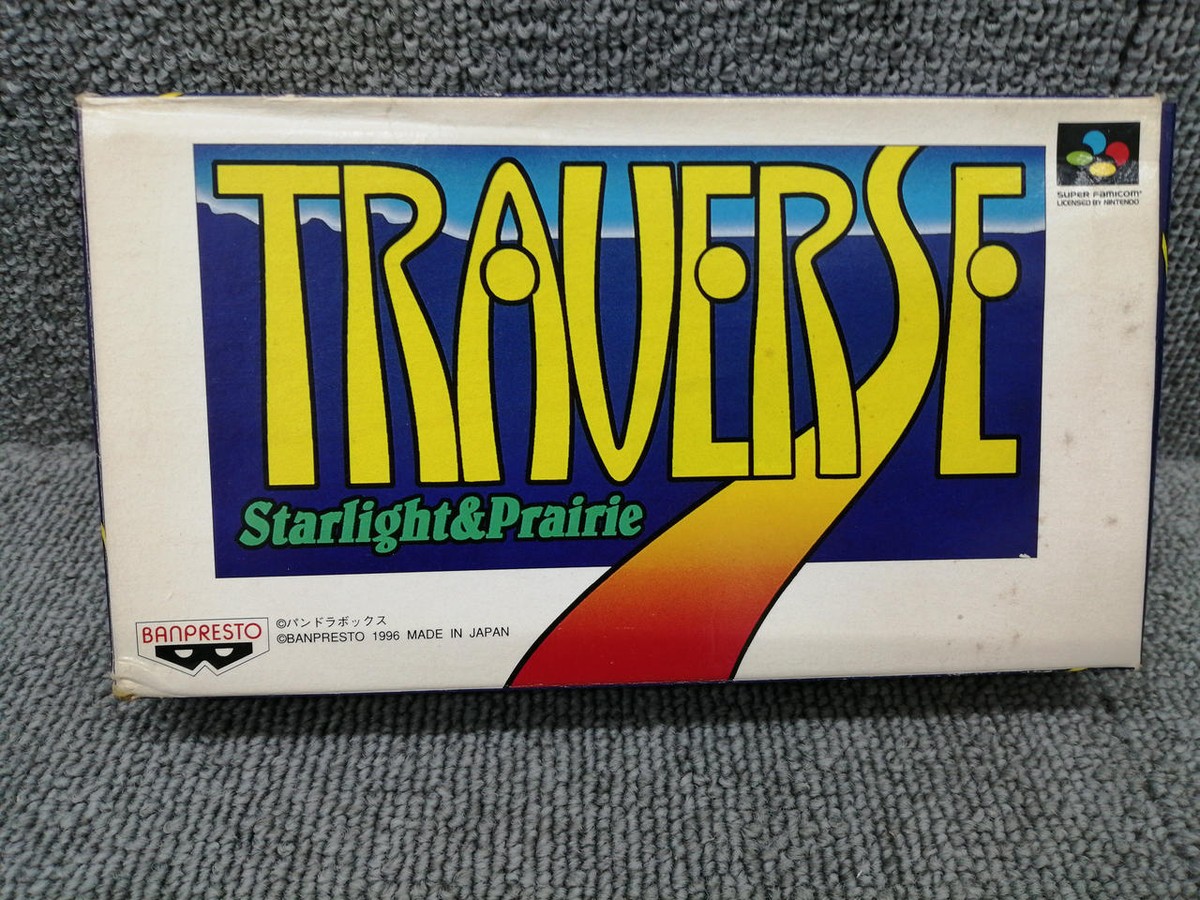 TRAVERSE
Starlight&Prairie
SUPER FAMICOM
LICENSED BY NINTENDO
BANPRESTO
©パンドラボックス
©BANPRESTO 1996 MADE IN JAPAN